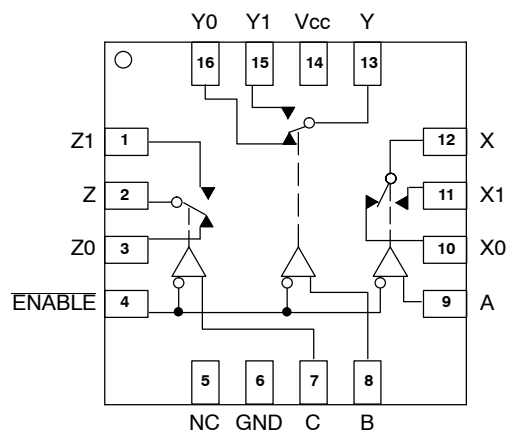 Y0 Y1 Vcc Y
16 15 14 13
Z1 1 12 X
Z 2 11 X1
Z0 3 10 X0
ENABLE 4 9 A
5 6 7 8
NC GND C B